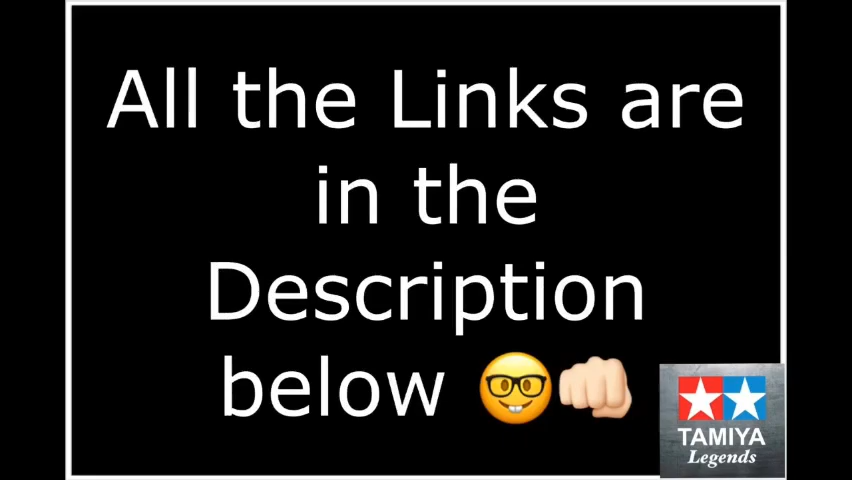 All the Links are
in the
Description
below 🤓👊🏻
TAMIYA
Legends